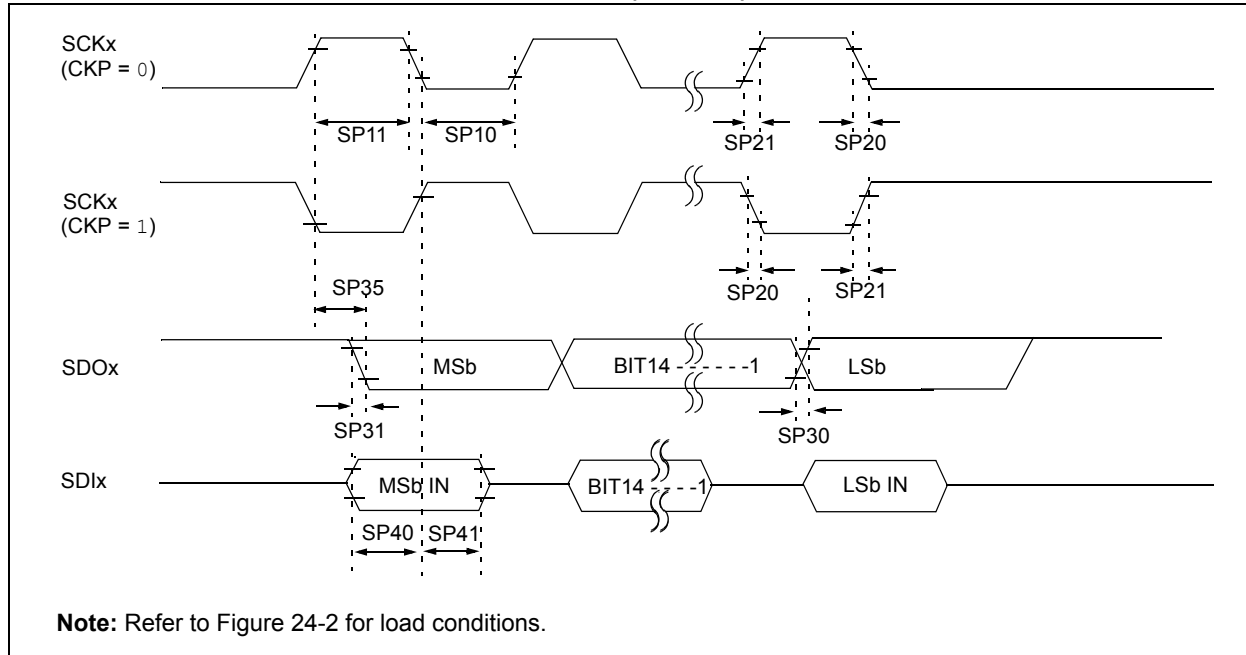 SCKx
(CKP = 0)
SP11
SP10
SP21
SP20
SCKx
(CKP = 1)
SP35
SP20
SP21
SDOx
MSb
BIT14 - - - - - -1
LSb
SP31
SP30
SDIx
MSb IN
BIT14 - - - -1
LSb IN
SP40
SP41
Note: Refer to Figure 24-2 for load conditions.